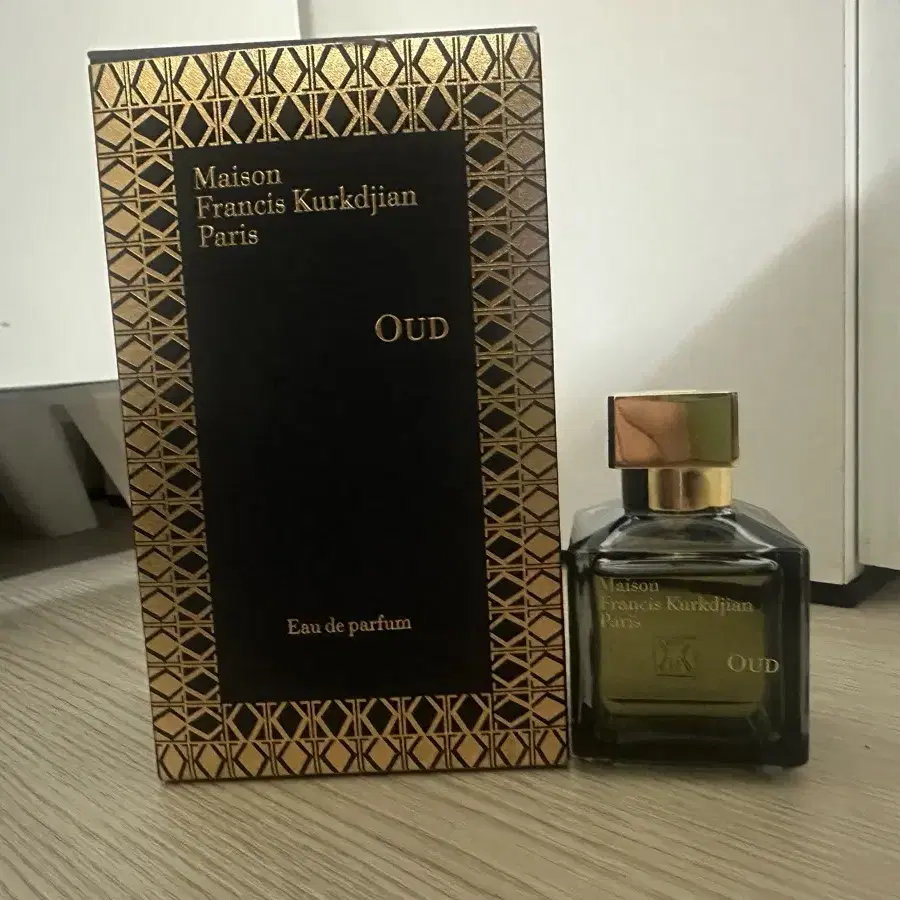 Maison
Francis Kurkdjian
Paris
OUD
Eau de parfum
Maison
Francis Kurkdjian
Paris
OUD